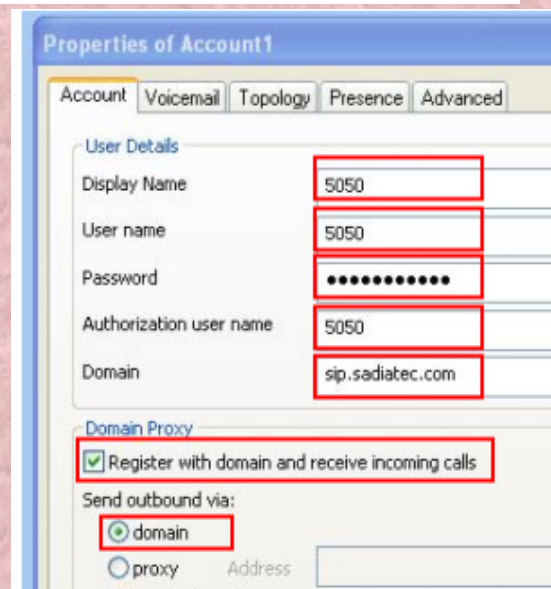 Properties of Account1
Account Voicemail Topology Presence Advanced
User Details
Display Name 5050
User name 5050
Password •••••••••••
Authorization user name 5050
Domain sip.sadiatec.com
Domain Proxy
Register with domain and receive incoming calls
Send outbound via:
domain
proxy Address